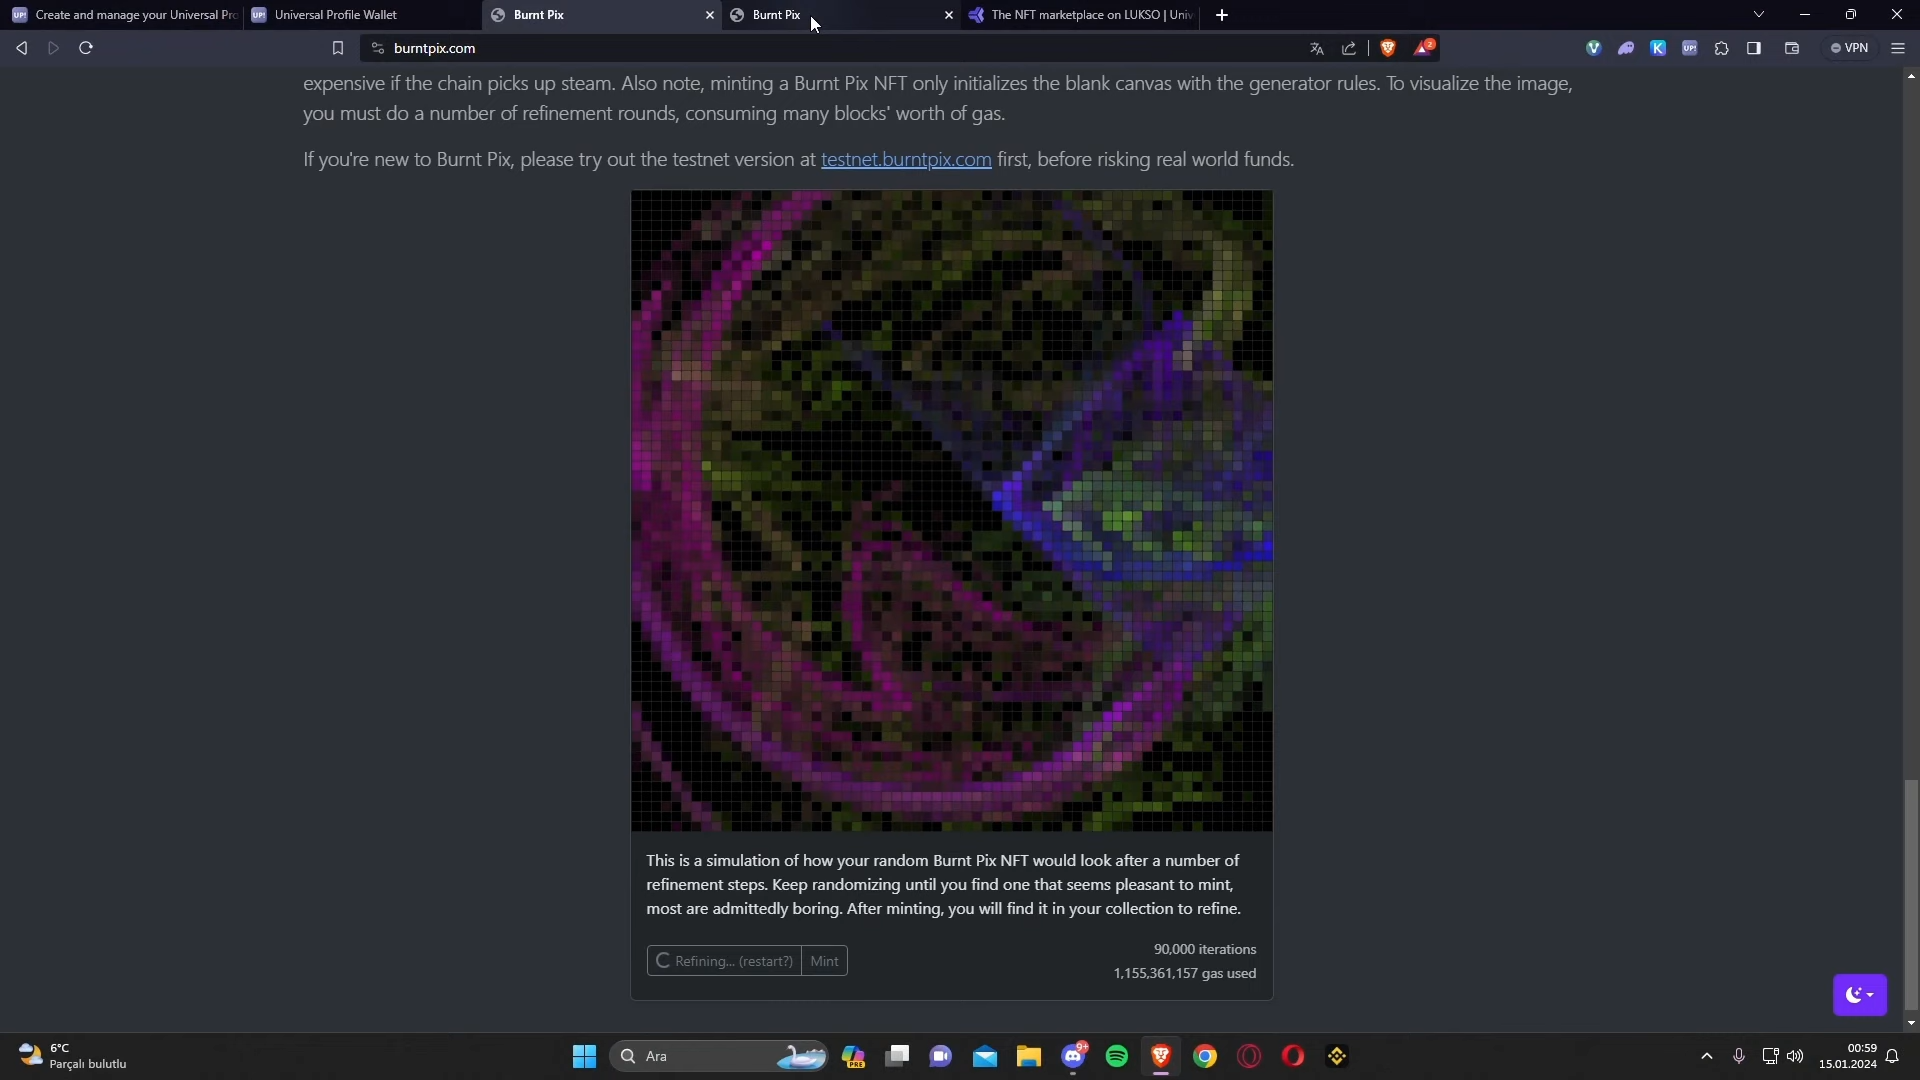 Create and manage your Universal Pro
Universal Profile Wallet
Burnt Pix
Burnt Pix
The NFT marketplace on LUKSO | Univ
burntpix.com
VPN
expensive if the chain picks up steam. Also note, minting a Burnt Pix NFT only initializes the blank canvas with the generator rules. To visualize the image,
you must do a number of refinement rounds, consuming many blocks' worth of gas.
If you're new to Burnt Pix, please try out the testnet version at testnet.burntpix.com first, before risking real world funds.
This is a simulation of how your random Burnt Pix NFT would look after a number of
refinement steps. Keep randomizing until you find one that seems pleasant to mint,
most are admittedly boring. After minting, you will find it in your collection to refine.
Refining... (restart?) Mint
90,000 iterations
1,155,361,157 gas used
6°C
Parçalı bulutlu
Ara
00:59
15.01.2024